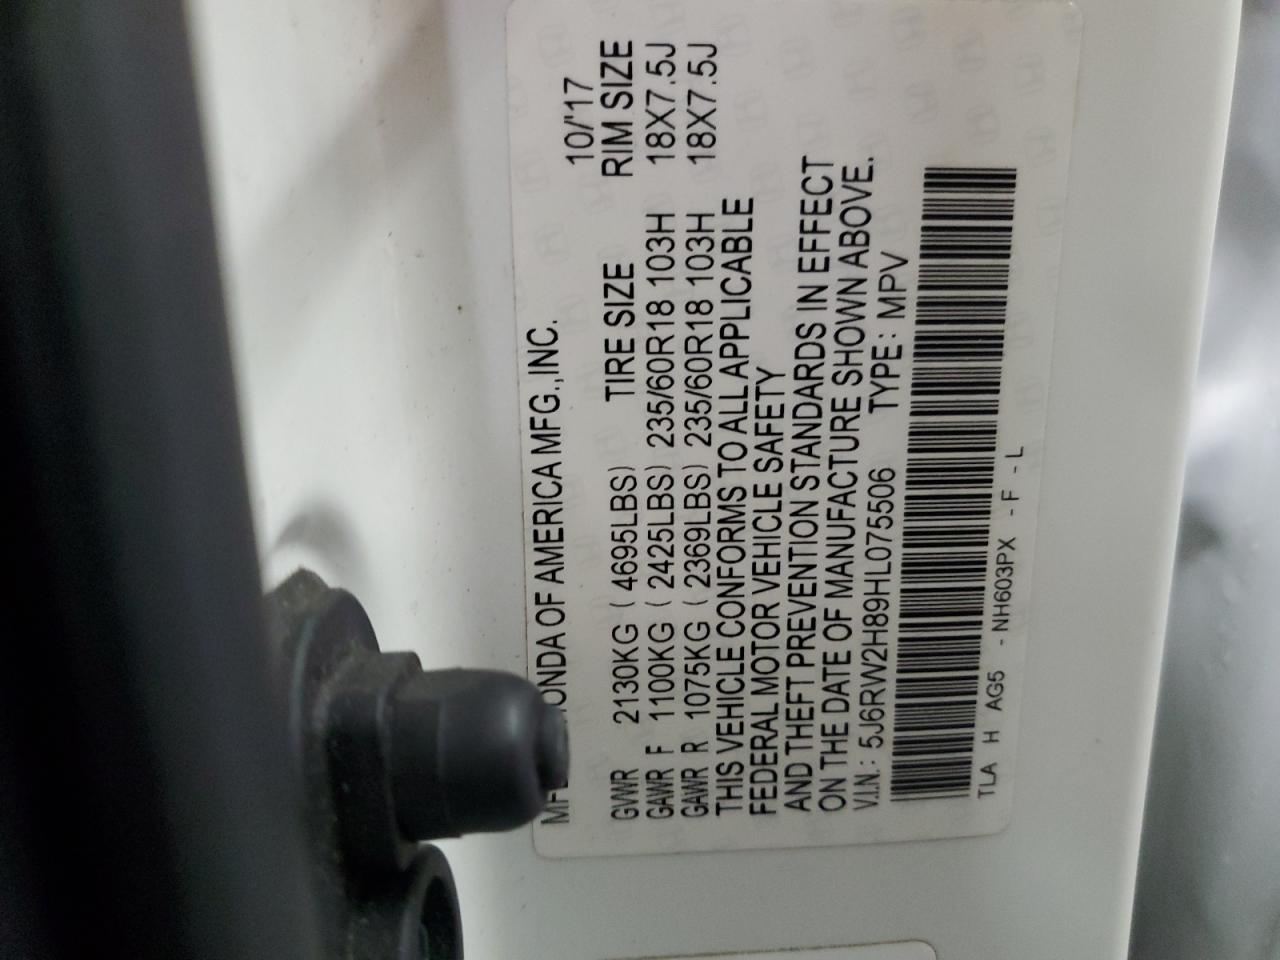 ONDA OF AMERICA MFG.,INC. 10/'17
GVWR 2130KG ( 4695LBS) TIRE SIZE RIM SIZE
GAWR F 1100KG ( 2425LBS) 235/60R18 103H 18X7.5J
GAWR R 1075KG ( 2369LBS) 235/60R18 103H 18X7.5J
THIS VEHICLE CONFORMS TO ALL APPLICABLE
FEDERAL MOTOR VEHICLE SAFETY
AND THEFT PREVENTION STANDARDS IN EFFECT
ON THE DATE OF MANUFACTURE SHOWN ABOVE.
V.I.N.: 5J6RW2H89HL075506 TYPE: MPV
TLA H AG5 - NH603PX - F - L